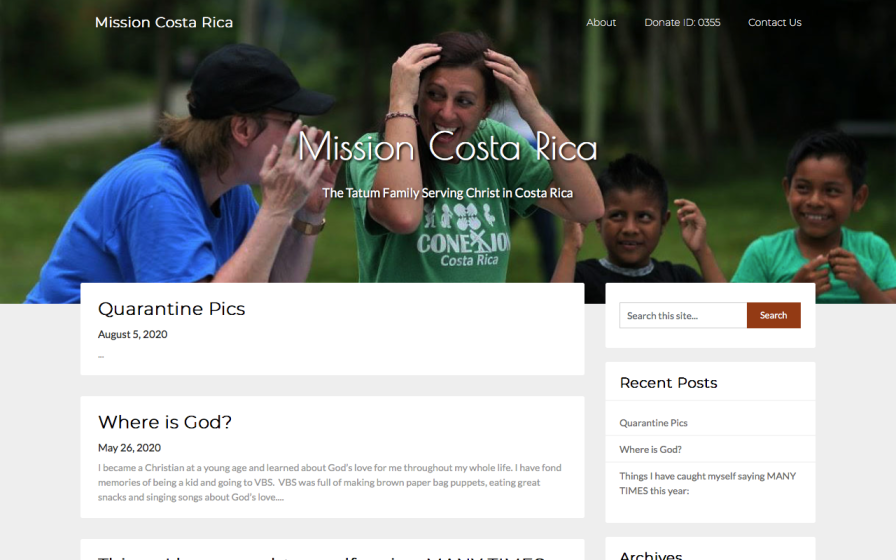 Mission Costa Rica
About
Donate ID: 0355
Contact Us
Mission Costa Rica
The Tatum Family Serving Christ in Costa Rica
CONEXION
Costa Rica
Quarantine Pics
August 5, 2020
...
Where is God?
May 26, 2020
I became a Christian at a young age and learned about God's love for me throughout my whole life. I have fond
memories of being a kid and going to VBS.  VBS was full of making brown paper bag puppets, eating great
snacks and singing songs about God's love....
Search this site...
Search
Recent Posts
Quarantine Pics
Where is God?
Things I have caught myself saying MANY
TIMES this year:
Archives